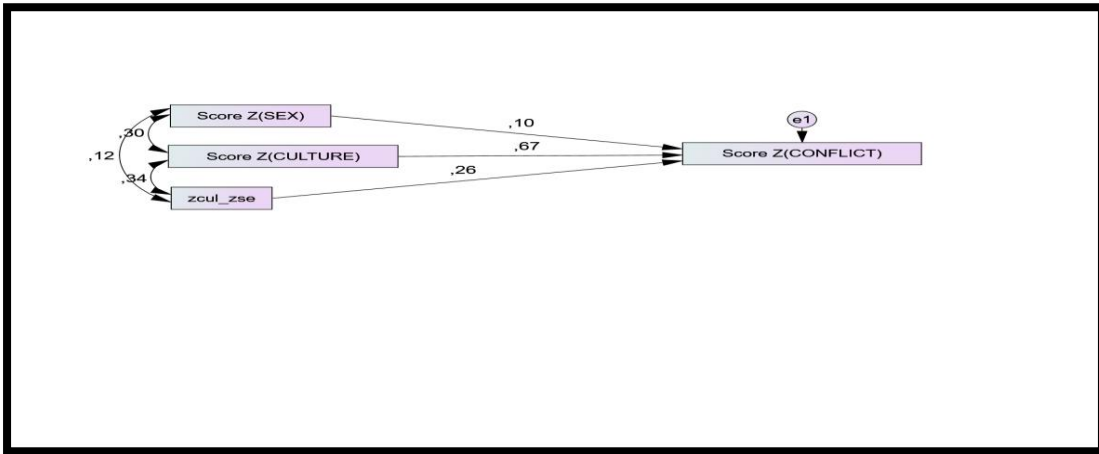 Score Z(SEX)
,10
e1
,30
,12
Score Z(CULTURE)
,67
Score Z(CONFLICT)
,34
,26
zcul_zse